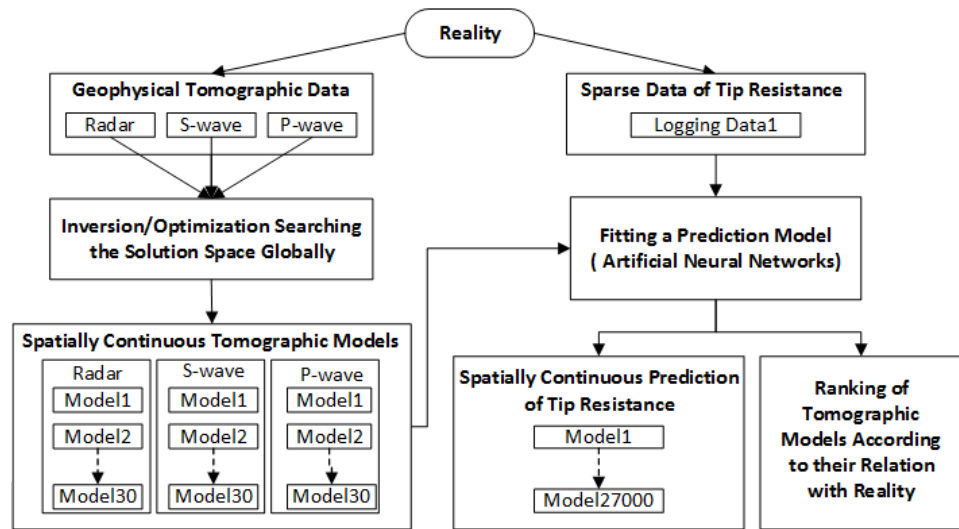 Reality
Geophysical Tomographic Data
Radar
S-wave
P-wave
Inversion/Optimization Searching
the Solution Space Globally
Spatially Continuous Tomographic Models
Radar
Model1
Model2
Model30
S-wave
Model1
Model2
Model30
P-wave
Model1
Model2
Model30
Sparse Data of Tip Resistance
Logging Data1
Fitting a Prediction Model
( Artificial Neural Networks)
Spatially Continuous Prediction
of Tip Resistance
Model1
Model27000
Ranking of
Tomographic
Models According
to their Relation
with Reality